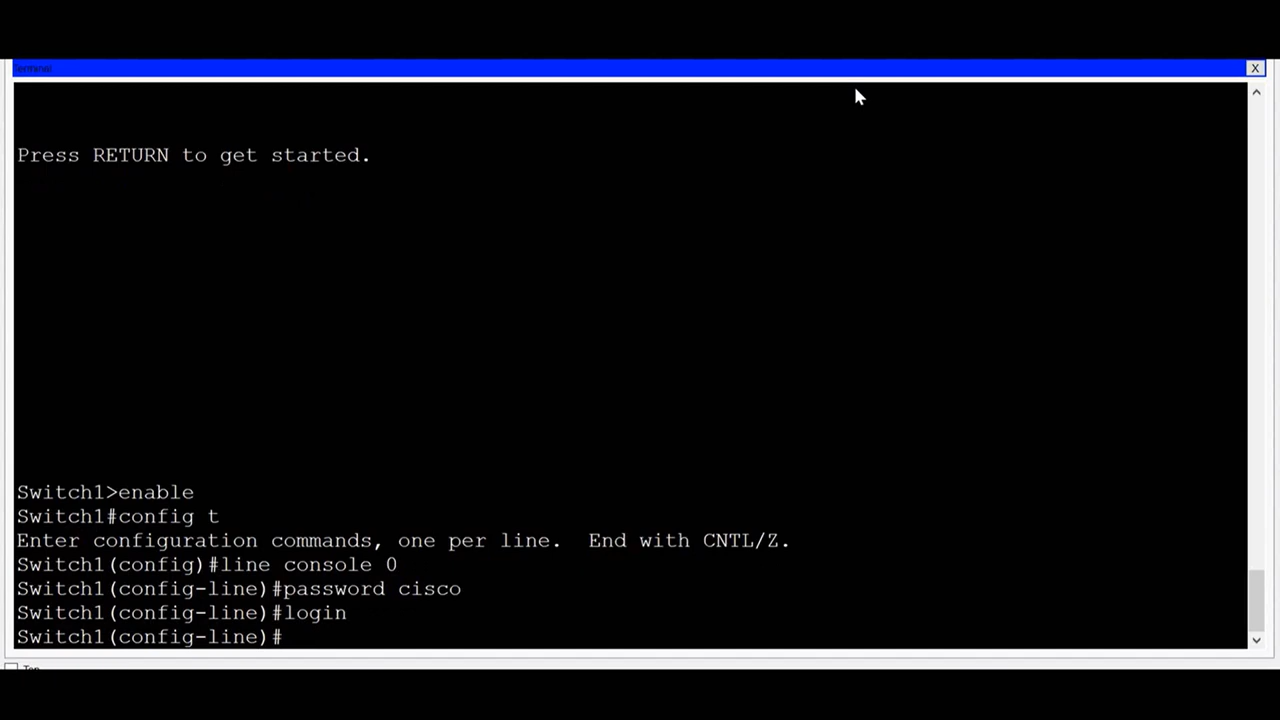 Terminal
X
Press RETURN to get started.
Switch1>enable
Switch1#config t
Enter configuration commands, one per line.  End with CNTL/Z.
Switch1(config)#line console 0
Switch1(config-line)#password cisco
Switch1(config-line)#login
Switch1(config-line)#